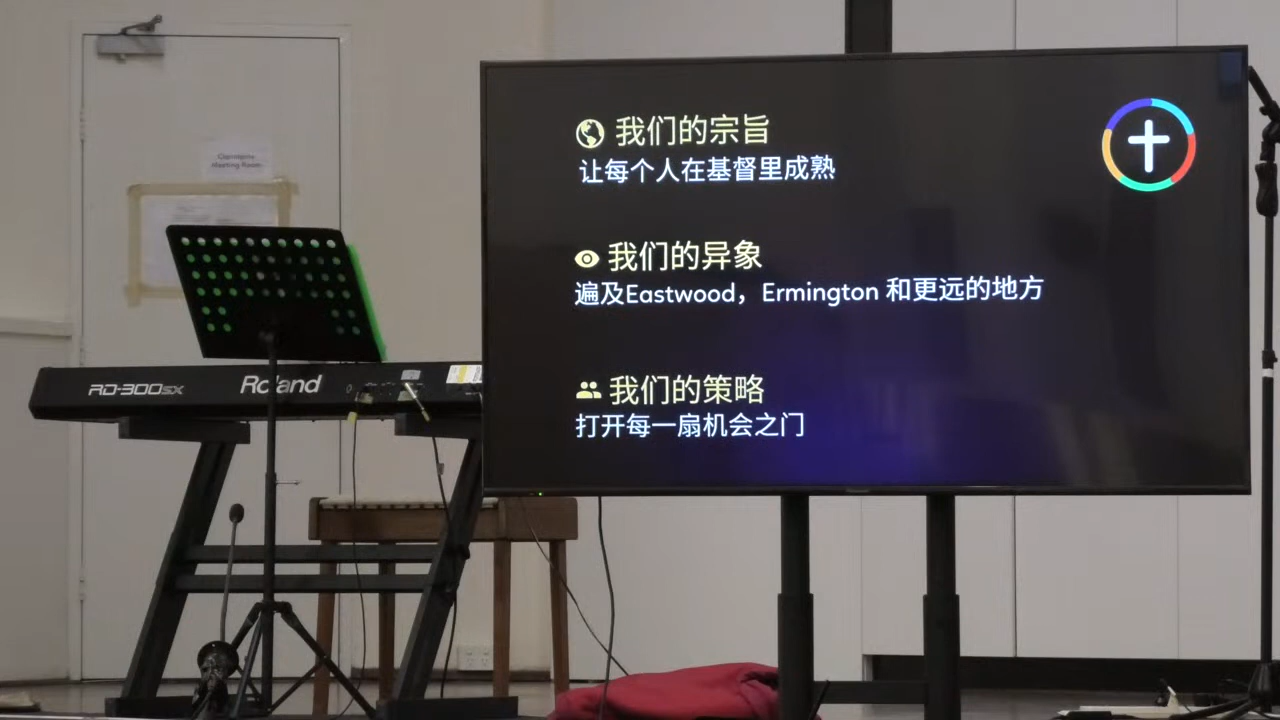 Meeting Room
我们的宗旨
让每个人在基督里成熟
我们的异象
遍及Eastwood，Ermington 和更远的地方
我们的策略
打开每一扇机会之门
RD-300SX
Roland